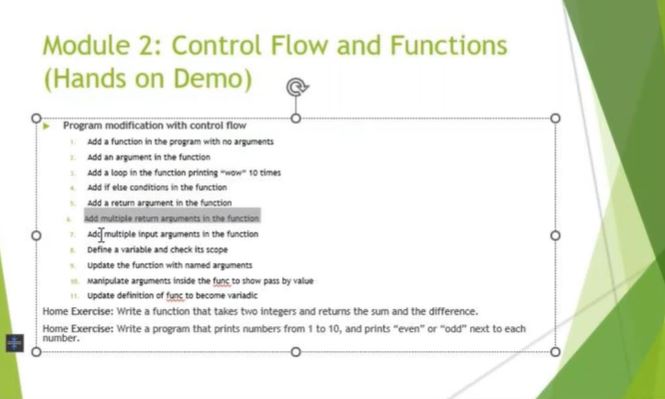 Module 2: Control Flow and Functions
(Hands on Demo)
Program modification with control flow
1. Add a function in the program with no arguments
2. Add an argument in the function
3. Add a loop in the function printing "wow" 10 times
4. Add if else conditions in the function
5. Add a return argument in the function
6. Add multiple return arguments in the function
7. Add multiple input arguments in the function
8. Define a variable and check its scope
9. Update the function with named arguments
10. Manipulate arguments inside the func to show pass by value
11. Update definition of func to become variadic
Home Exercise: Write a function that takes two integers and returns the sum and the difference.
Home Exercise: Write a program that prints numbers from 1 to 10, and prints "even" or "odd" next to each
number.